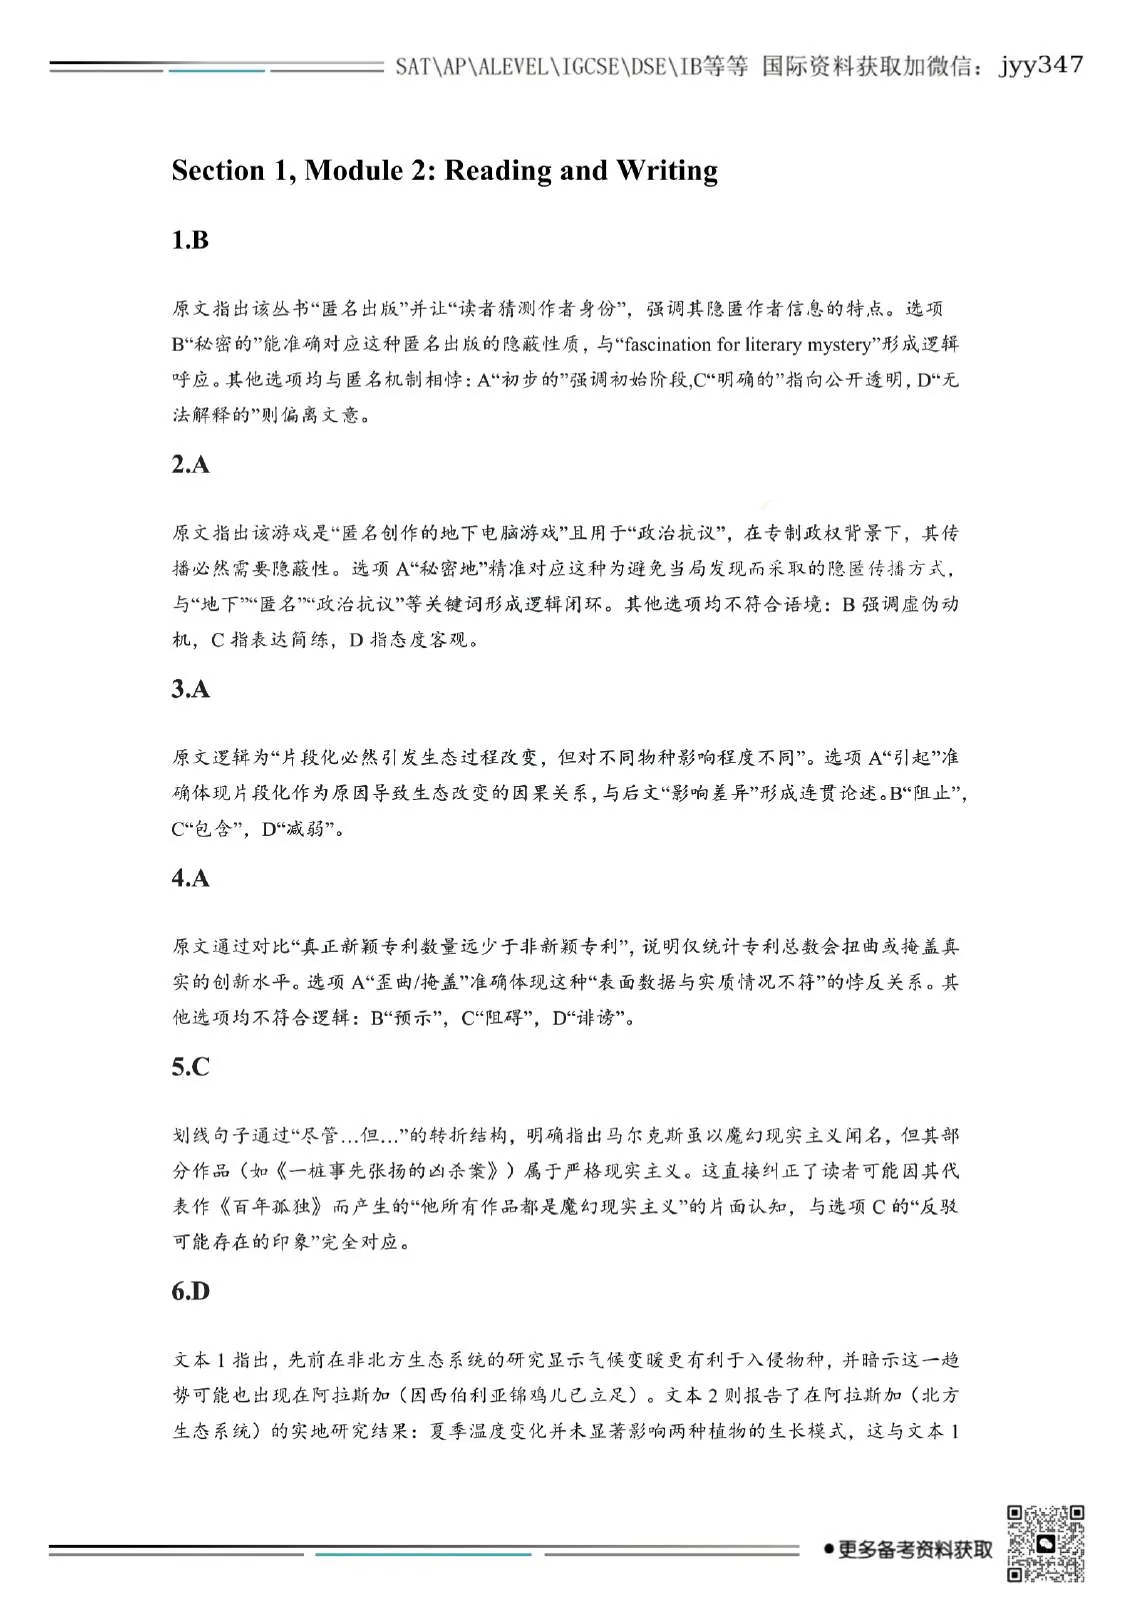 SAT\AP\ALEVEL\IGCSE\DSE\IB等等 国际资料获取加微信：jyy347
Section 1, Module 2: Reading and Writing
1.B
原文指出该丛书“匿名出版”并让“读者猜测作者身份”，强调其隐匿作者信息的特点。选项
B“秘密的”能准确对应这种匿名出版的隐蔽性质，与“fascination for literary mystery”形成逻辑
呼应。其他选项均与匿名机制相悖：A“初步的”强调初始阶段,C“明确的”指向公开透明，D“无
法解释的”则偏离文意。
2.A
原文指出该游戏是“匿名创作的地下电脑游戏”且用于“政治抗议”，在专制政权背景下，其传
播必然需要隐蔽性。选项 A“秘密地”精准对应这种为避免当局发现而采取的隐匿传播方式，
与“地下”“匿名”“政治抗议”等关键词形成逻辑闭环。其他选项均不符合语境：B 强调虚伪动
机，C 指表达简练，D 指态度客观。
3.A
原文逻辑为“片段化必然引发生态过程改变，但对不同物种影响程度不同”。选项 A“引起”准
确体现片段化作为原因导致生态改变的因果关系，与后文“影响差异”形成连贯论述。B“阻止”，
C“包含”，D“减弱”。
4.A
原文通过对比“真正新颖专利数量远少于非新颖专利”，说明仅统计专利总数会扭曲或掩盖真
实的创新水平。选项 A“歪曲/掩盖”准确体现这种“表面数据与实质情况不符”的悖反关系。其
他选项均不符合逻辑：B“预示”，C“阻碍”，D“诽谤”。
5.C
划线句子通过“尽管…但…”的转折结构，明确指出马尔克斯虽以魔幻现实主义闻名，但其部
分作品（如《一桩事先张扬的凶杀案》）属于严格现实主义。这直接纠正了读者可能因其代
表作《百年孤独》而产生的“他所有作品都是魔幻现实主义”的片面认知，与选项 C 的“反驳
可能存在的印象”完全对应。
6.D
文本 1 指出，先前在非北方生态系统的研究显示气候变暖更有利于入侵物种，并暗示这一趋
势可能也出现在阿拉斯加（因西伯利亚锦鸡儿已立足）。文本 2 则报告了在阿拉斯加（北方
生态系统）的实地研究结果：夏季温度变化并未显著影响两种植物的生长模式，这与文本 1
●更多备考资料获取